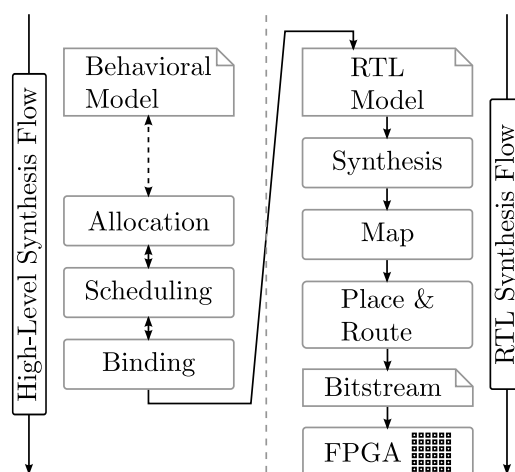 High-Level Synthesis Flow
Behavioral
Model
Allocation
Scheduling
Binding
RTL
Model
Synthesis
Map
Place &
Route
Bitstream
FPGA
RTL Synthesis Flow